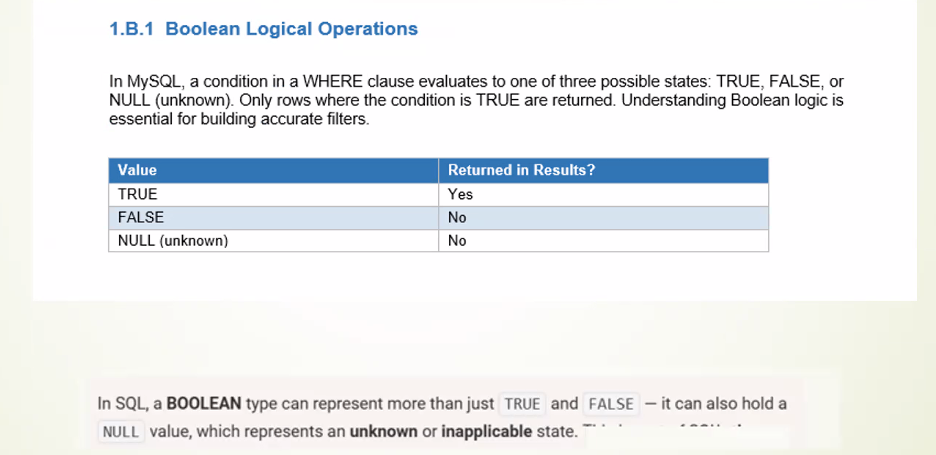 1.B.1 Boolean Logical Operations
In MySQL, a condition in a WHERE clause evaluates to one of three possible states: TRUE, FALSE, or
NULL (unknown). Only rows where the condition is TRUE are returned. Understanding Boolean logic is
essential for building accurate filters.
Value Returned in Results?
TRUE Yes
FALSE No
NULL (unknown) No
In SQL, a BOOLEAN type can represent more than just TRUE and FALSE — it can also hold a
NULL value, which represents an unknown or inapplicable state.